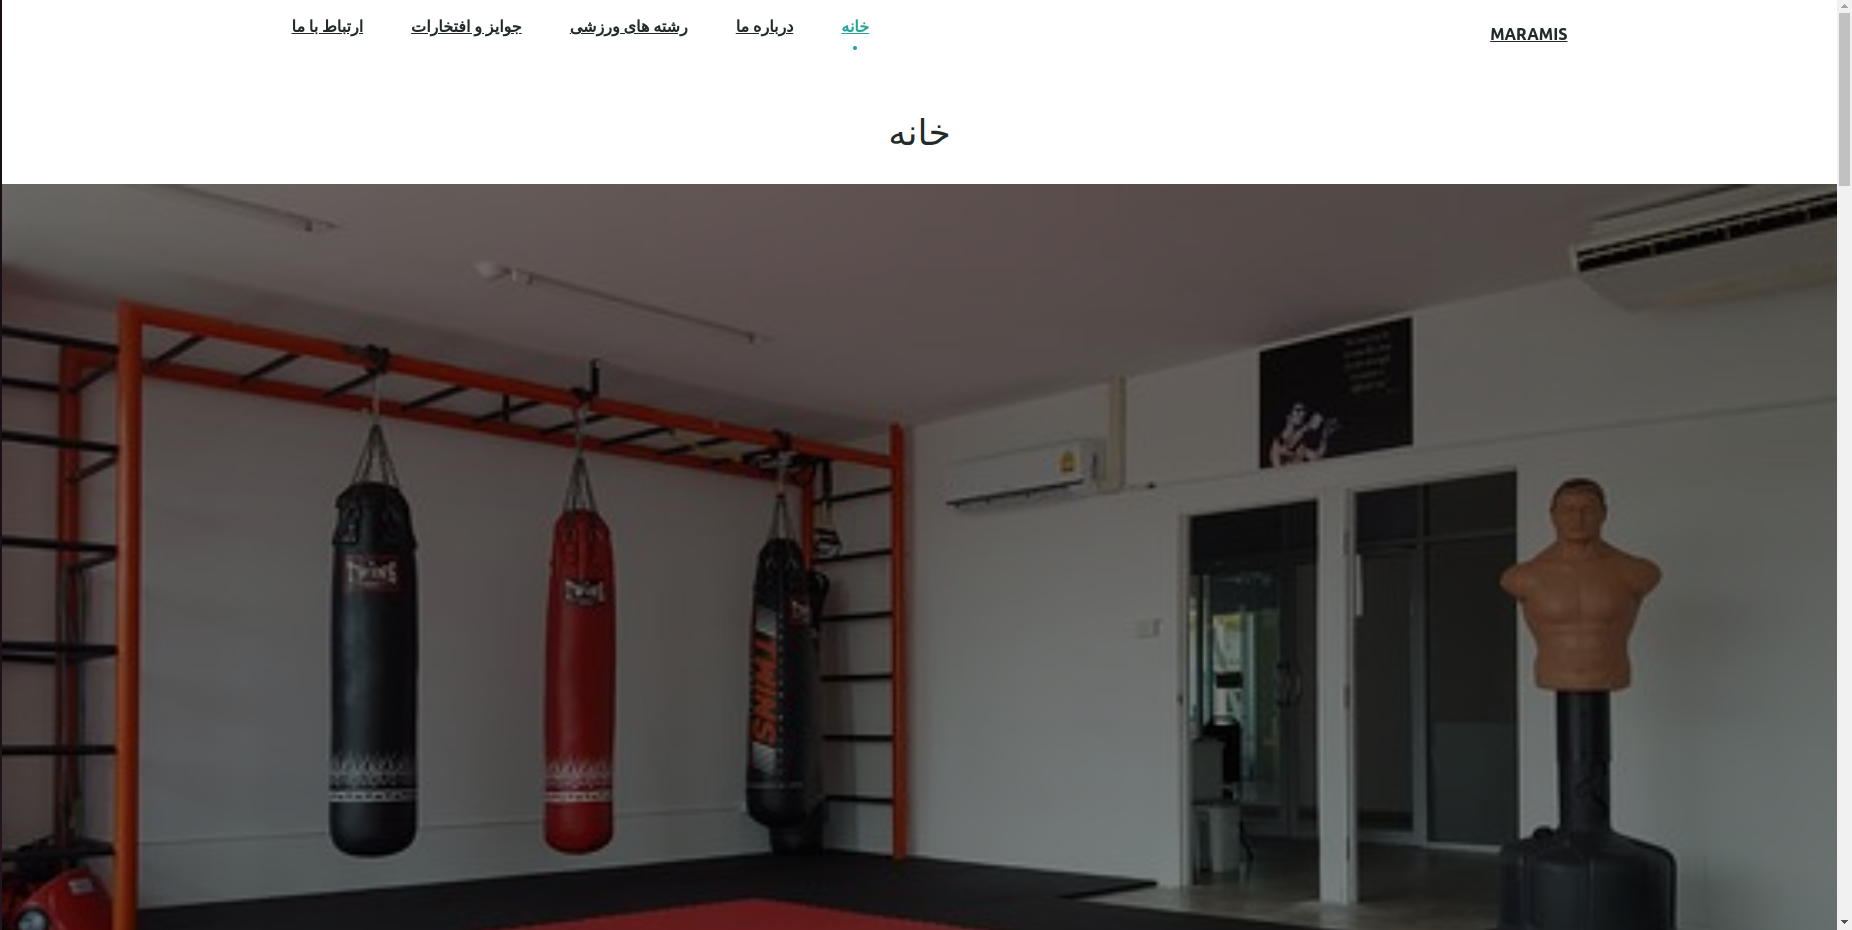 MARAMIS
خانه
درباره ما
رشته های ورزشی
جوایز و افتخارات
ارتباط با ما
خانه
TWINS
TWINS
TWINS